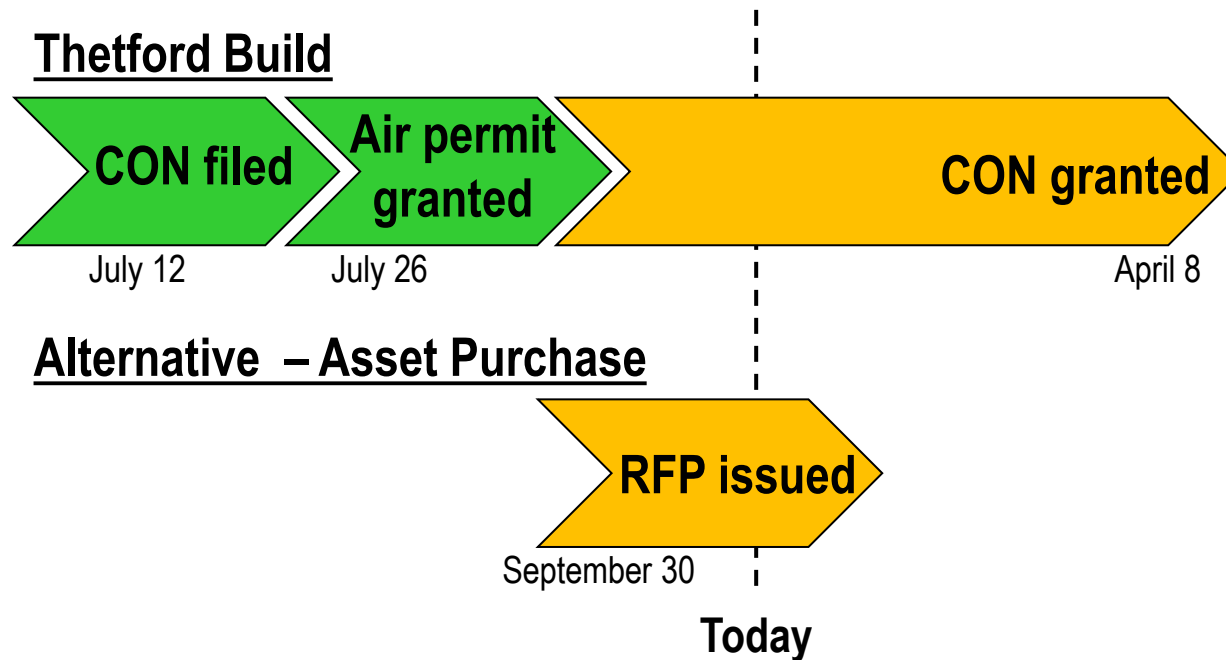 Thetford Build
CON filed
Air permit
granted
CON granted
July 12
July 26
April 8
Alternative – Asset Purchase
RFP issued
September 30
Today